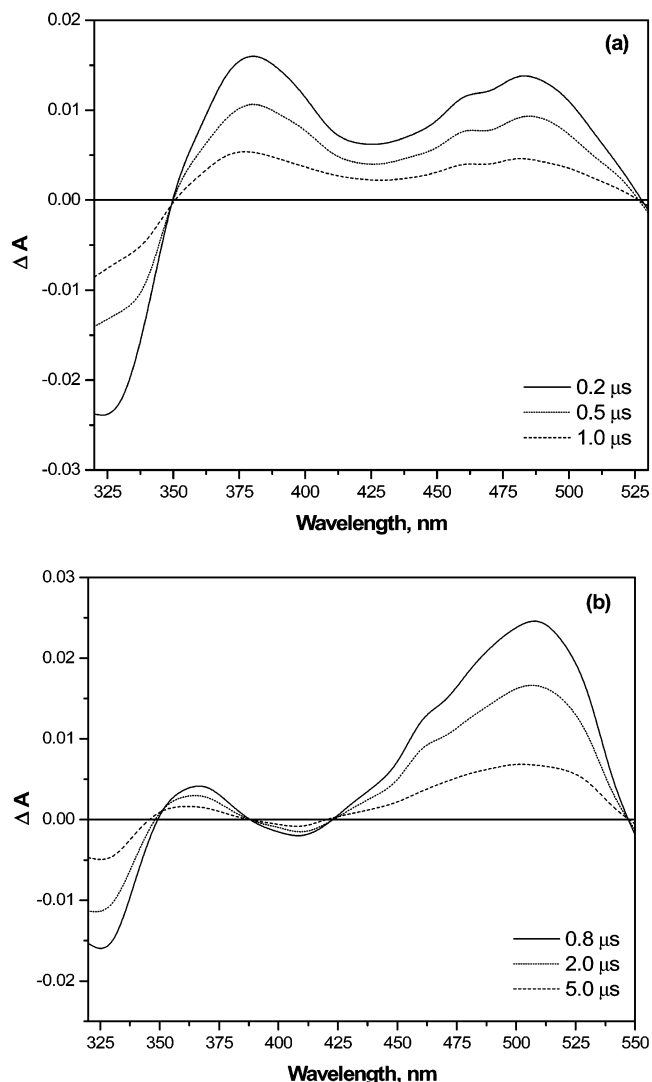 0.02
(a)
0.01
0.00
Δ A
-0.01
-0.02
0.2 μs
0.5 μs
1.0 μs
-0.03
325 350 375 400 425 450 475 500 525
Wavelength, nm
0.03
(b)
0.02
0.01
Δ A
0.00
-0.01
0.8 μs
2.0 μs
-0.02
5.0 μs
325 350 375 400 425 450 475 500 525 550
Wavelength, nm